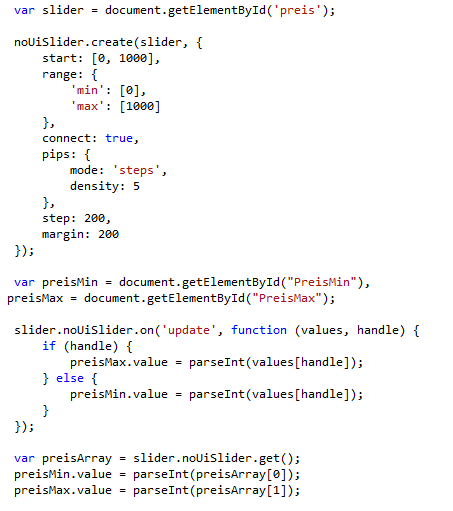 var slider = document.getElementById('preis');

noUiSlider.create(slider, {
    start: [0, 1000],
    range: {
        'min': [0],
        'max': [1000]
    },
    connect: true,
    pips: {
        mode: 'steps',
        density: 5
    },
    step: 200,
    margin: 200
});

var preisMin = document.getElementById("PreisMin"),
preisMax = document.getElementById("PreisMax");

slider.noUiSlider.on('update', function (values, handle) {
    if (handle) {
        preisMax.value = parseInt(values[handle]);
    } else {
        preisMin.value = parseInt(values[handle]);
    }
});

var preisArray = slider.noUiSlider.get();
preisMin.value = parseInt(preisArray[0]);
preisMax.value = parseInt(preisArray[1]);